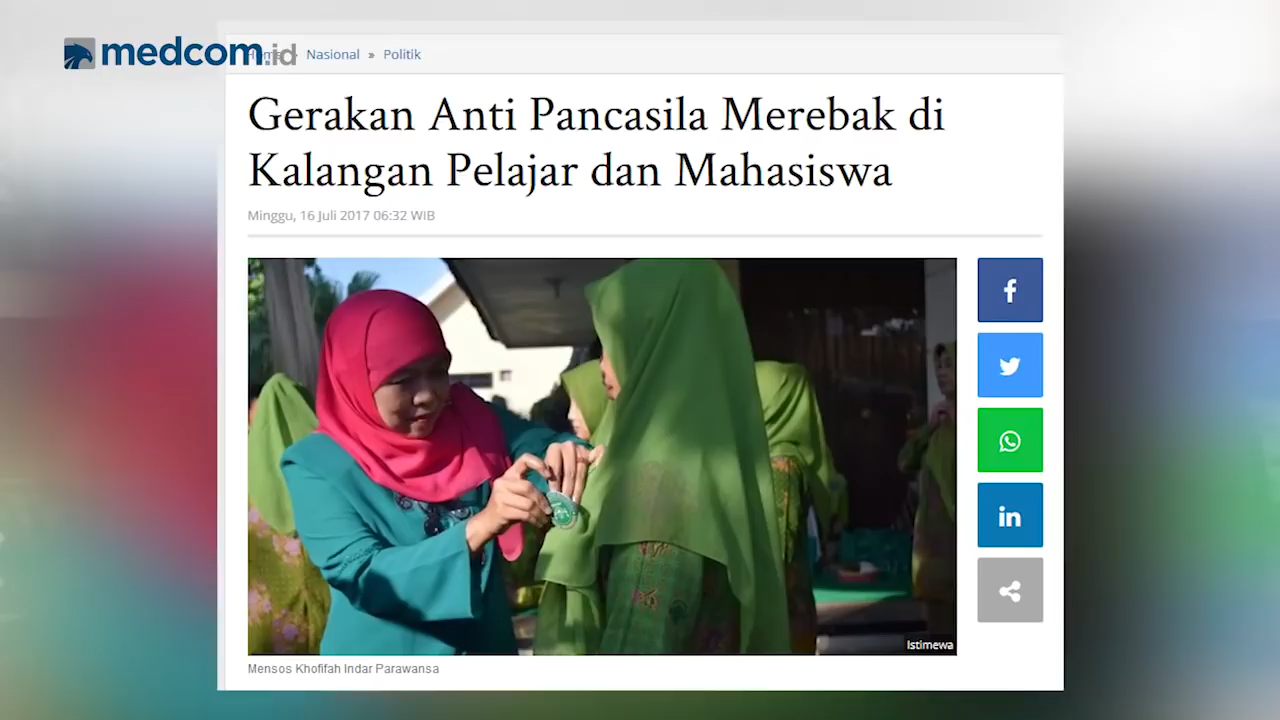 medcom.id
Nasional » Politik
Gerakan Anti Pancasila Merebak di
Kalangan Pelajar dan Mahasiswa
Minggu, 16 Juli 2017 06:32 WIB
Istimewa
Mensos Khofifah Indar Parawansa